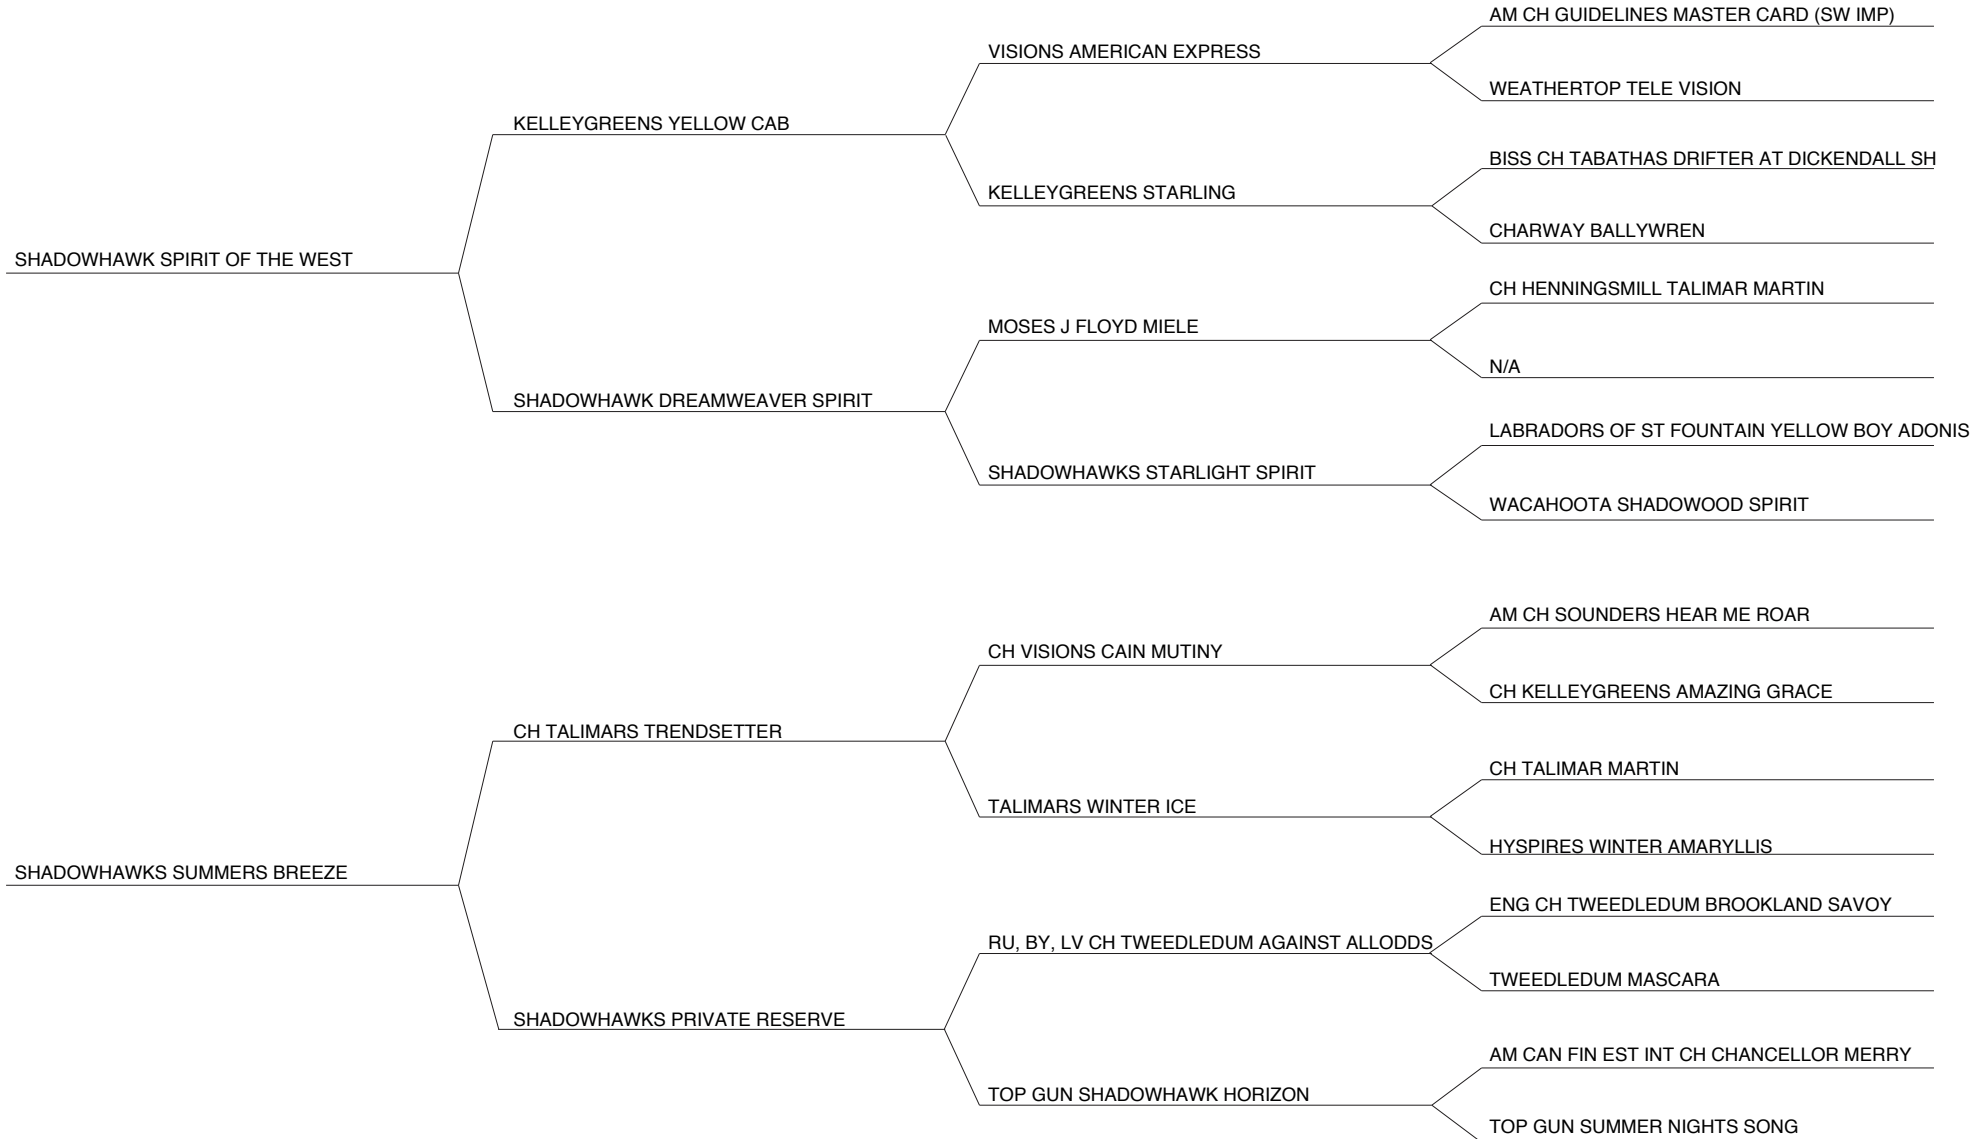 AM CH GUIDELINES MASTER CARD (SW IMP)
VISIONS AMERICAN EXPRESS
WEATHERTOP TELE VISION
KELLEYGREENS YELLOW CAB
BISS CH TABATHAS DRIFTER AT DICKENDALL SH
KELLEYGREENS STARLING
CHARWAY BALLYWREN
SHADOWHAWK SPIRIT OF THE WEST
CH HENNINGSMILL TALIMAR MARTIN
MOSES J FLOYD MIELE
N/A
SHADOWHAWK DREAMWEAVER SPIRIT
LABRADORS OF ST FOUNTAIN YELLOW BOY ADONIS
SHADOWHAWKS STARLIGHT SPIRIT
WACAHOOTA SHADOWOOD SPIRIT
AM CH SOUNDERS HEAR ME ROAR
CH VISIONS CAIN MUTINY
CH KELLEYGREENS AMAZING GRACE
CH TALIMARS TRENDSETTER
CH TALIMAR MARTIN
TALIMARS WINTER ICE
HYSPIRES WINTER AMARYLLIS
SHADOWHAWKS SUMMERS BREEZE
ENG CH TWEEDLEDUM BROOKLAND SAVOY
RU, BY, LV CH TWEEDLEDUM AGAINST ALLODDS
TWEEDLEDUM MASCARA
SHADOWHAWKS PRIVATE RESERVE
AM CAN FIN EST INT CH CHANCELLOR MERRY
TOP GUN SHADOWHAWK HORIZON
TOP GUN SUMMER NIGHTS SONG